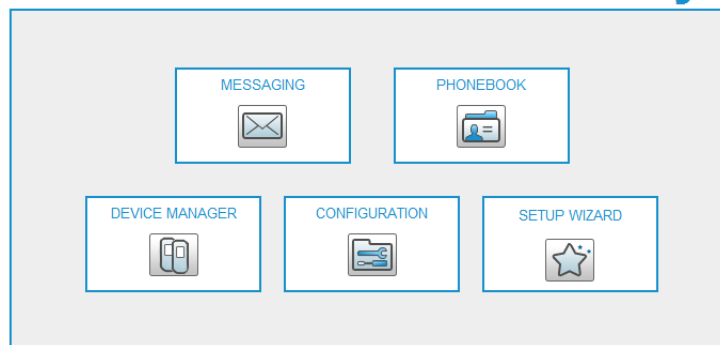 MESSAGING
PHONEBOOK
DEVICE MANAGER
CONFIGURATION
SETUP WIZARD